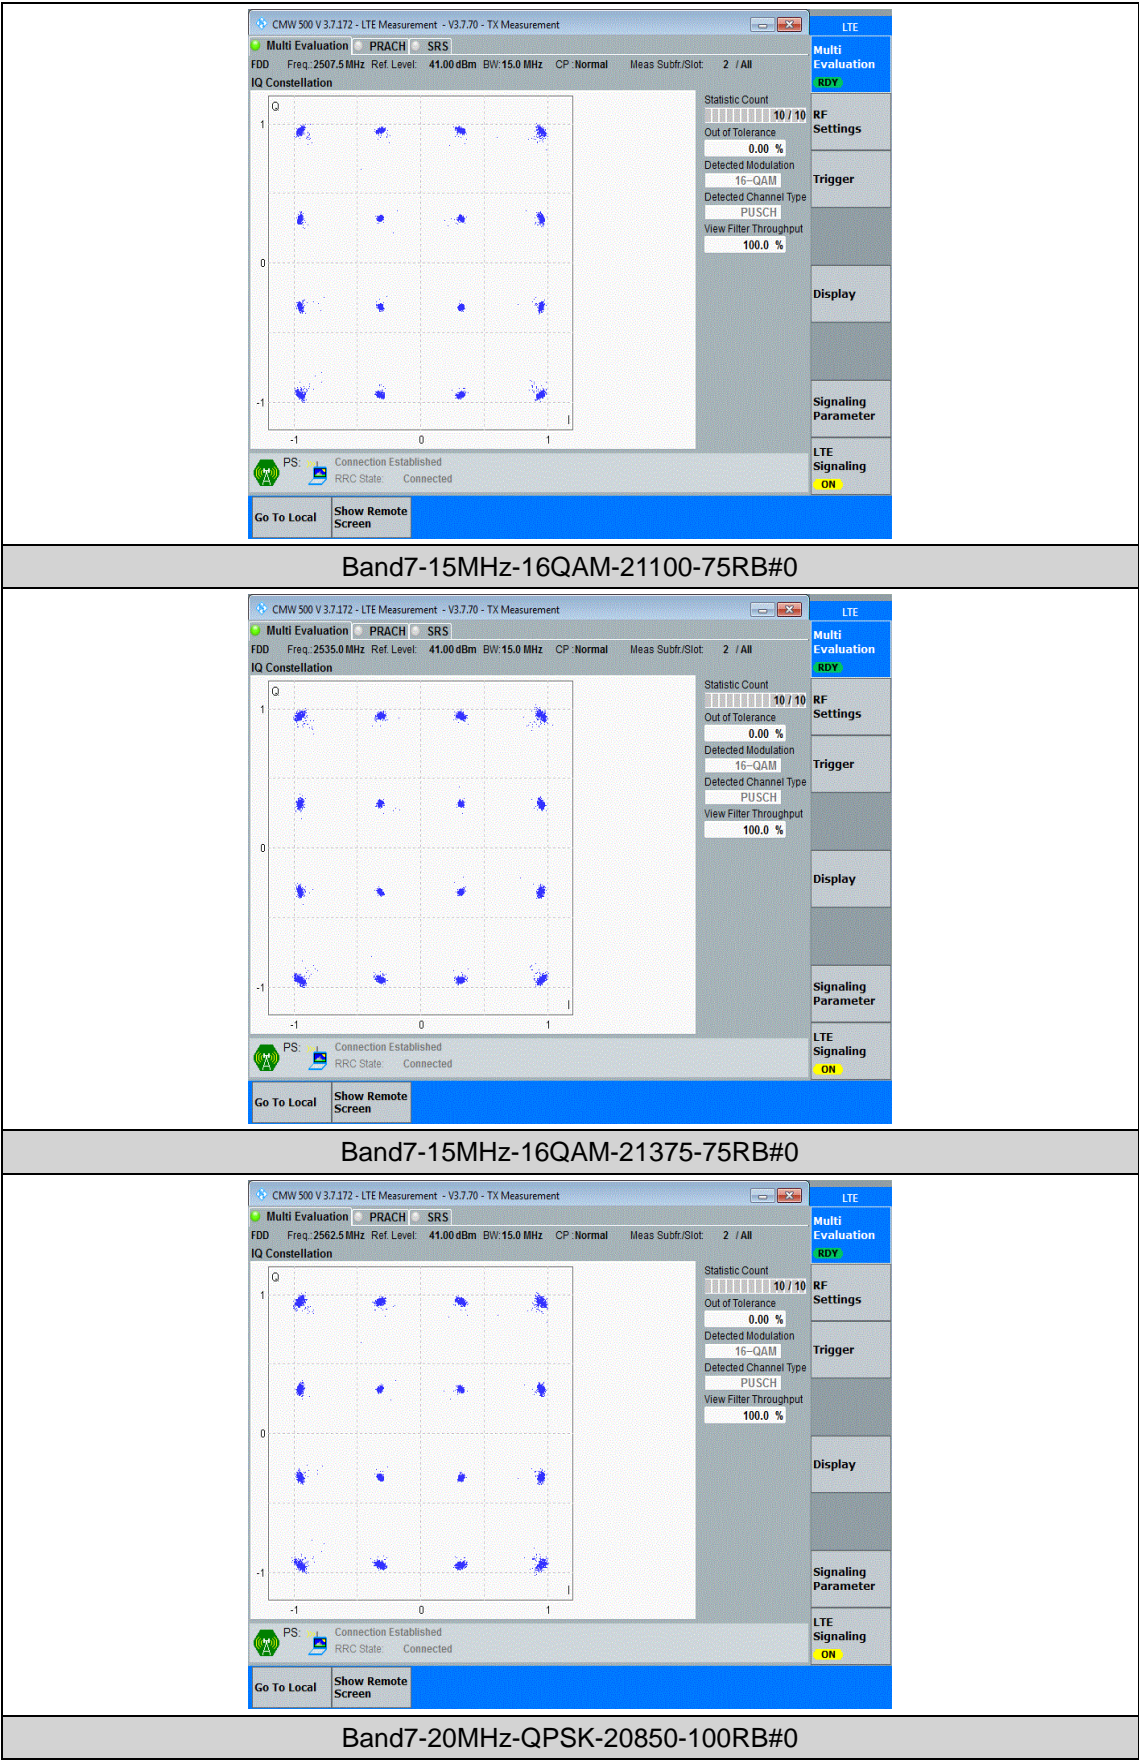 CMW 500 V 3.7.172 - LTE Measurement - V3.7.70 - TX Measurement
LTE
Multi Evaluation PRACH SRS
Multi Evaluation
RDY
FDD Freq.: 2507.5 MHz Ref. Level: 41.00 dBm BW: 15.0 MHz CP: Normal Meas Subfr./Slot: 2 / All
IQ Constellation
Q
1
0
-1
-1 0 1
I
Statistic Count
10 / 10
Out of Tolerance
0.00 %
Detected Modulation
16-QAM
Detected Channel Type
PUSCH
View Filter Throughput
100.0 %
RF Settings
Trigger
Display
Signaling Parameter
LTE Signaling
ON
PS: Connection Established
RRC State: Connected
Go To Local Show Remote Screen
Band7-15MHz-16QAM-21100-75RB#0
CMW 500 V 3.7.172 - LTE Measurement - V3.7.70 - TX Measurement
LTE
Multi Evaluation PRACH SRS
Multi Evaluation
RDY
FDD Freq.: 2535.0 MHz Ref. Level: 41.00 dBm BW: 15.0 MHz CP: Normal Meas Subfr./Slot: 2 / All
IQ Constellation
Q
1
0
-1
-1 0 1
I
Statistic Count
10 / 10
Out of Tolerance
0.00 %
Detected Modulation
16-QAM
Detected Channel Type
PUSCH
View Filter Throughput
100.0 %
RF Settings
Trigger
Display
Signaling Parameter
LTE Signaling
ON
PS: Connection Established
RRC State: Connected
Go To Local Show Remote Screen
Band7-15MHz-16QAM-21375-75RB#0
CMW 500 V 3.7.172 - LTE Measurement - V3.7.70 - TX Measurement
LTE
Multi Evaluation PRACH SRS
Multi Evaluation
RDY
FDD Freq.: 2562.5 MHz Ref. Level: 41.00 dBm BW: 15.0 MHz CP: Normal Meas Subfr./Slot: 2 / All
IQ Constellation
Q
1
0
-1
-1 0 1
I
Statistic Count
10 / 10
Out of Tolerance
0.00 %
Detected Modulation
16-QAM
Detected Channel Type
PUSCH
View Filter Throughput
100.0 %
RF Settings
Trigger
Display
Signaling Parameter
LTE Signaling
ON
PS: Connection Established
RRC State: Connected
Go To Local Show Remote Screen
Band7-20MHz-QPSK-20850-100RB#0